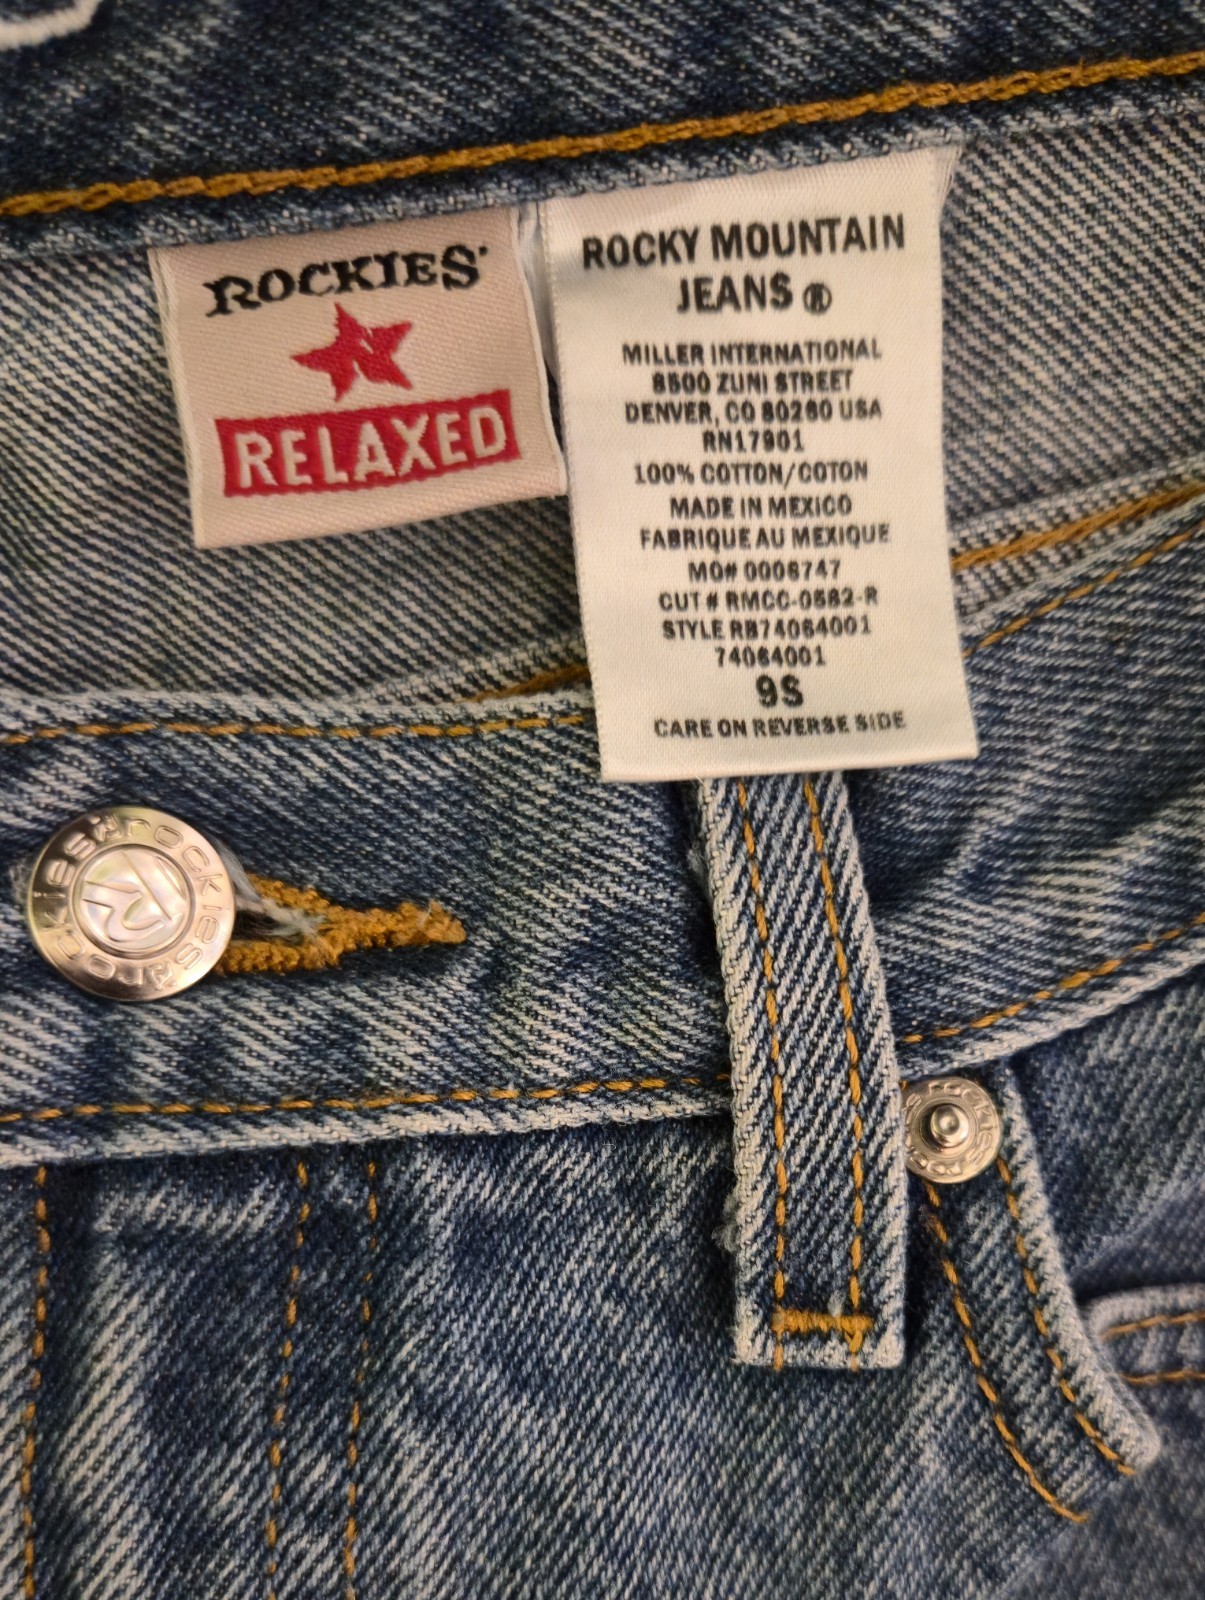 ROCKIES
RELAXED
ROCKY MOUNTAIN
JEANS ®
MILLER INTERNATIONAL
8500 ZUNI STREET
DENVER, CO 80260 USA
RN17901
100% COTTON/COTON
MADE IN MEXICO
FABRIQUE AU MEXIQUE
MO# 0006747
CUT # RMCC-0582-R
STYLE RB74064001
74064001
9S
CARE ON REVERSE SIDE
rockies rockies
rockies